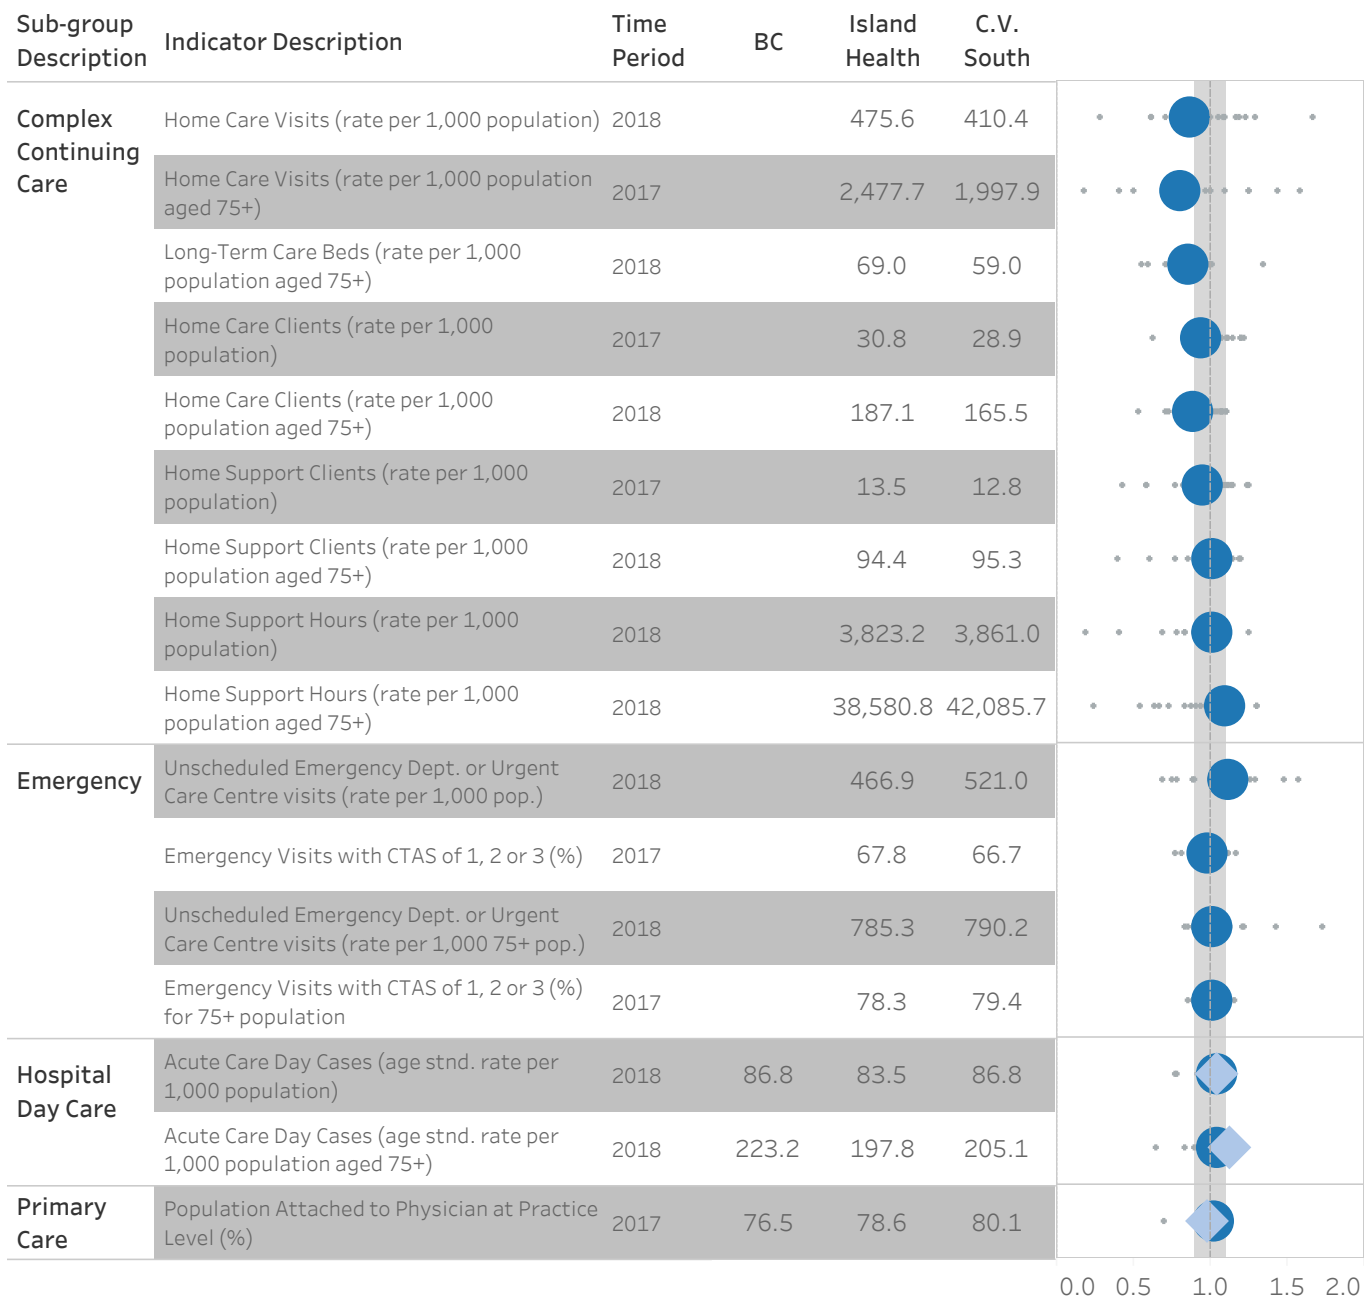 Sub-group Description
Indicator Description
Time Period
BC
Island Health
C.V. South
Complex Continuing Care
Home Care Visits (rate per 1,000 population) 2018 475.6 410.4
Home Care Visits (rate per 1,000 population
aged 75+)
2017 2,477.7 1,997.9
Long-Term Care Beds (rate per 1,000
population aged 75+)
2018 69.0 59.0
Home Care Clients (rate per 1,000
population)
2017 30.8 28.9
Home Care Clients (rate per 1,000
population aged 75+)
2018 187.1 165.5
Home Support Clients (rate per 1,000
population)
2017 13.5 12.8
Home Support Clients (rate per 1,000
population aged 75+)
2018 94.4 95.3
Home Support Hours (rate per 1,000
population)
2018 3,823.2 3,861.0
Home Support Hours (rate per 1,000
population aged 75+)
2018 38,580.8 42,085.7
Emergency
Unscheduled Emergency Dept. or Urgent
Care Centre visits (rate per 1,000 pop.)
2018 466.9 521.0
Emergency Visits with CTAS of 1, 2 or 3 (%) 2017 67.8 66.7
Unscheduled Emergency Dept. or Urgent
Care Centre visits (rate per 1,000 75+ pop.)
2018 785.3 790.2
Emergency Visits with CTAS of 1, 2 or 3 (%)
for 75+ population
2017 78.3 79.4
Hospital
Day Care
Acute Care Day Cases (age stnd. rate per
1,000 population)
2018 86.8 83.5 86.8
Acute Care Day Cases (age stnd. rate per
1,000 population aged 75+)
2018 223.2 197.8 205.1
Primary
Care
Population Attached to Physician at Practice
Level (%)
2017 76.5 78.6 80.1
0.0 0.5 1.0 1.5 2.0